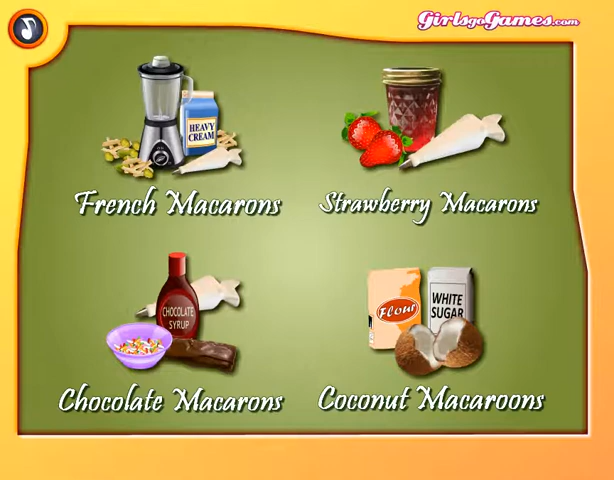 GirlsgoGames.com
HEAVY
CREAM
French Macarons
Strawberry Macarons
CHOCOLATE
SYRUP
Chocolate Macarons
Flour
WHITE
SUGAR
Coconut Macaroons